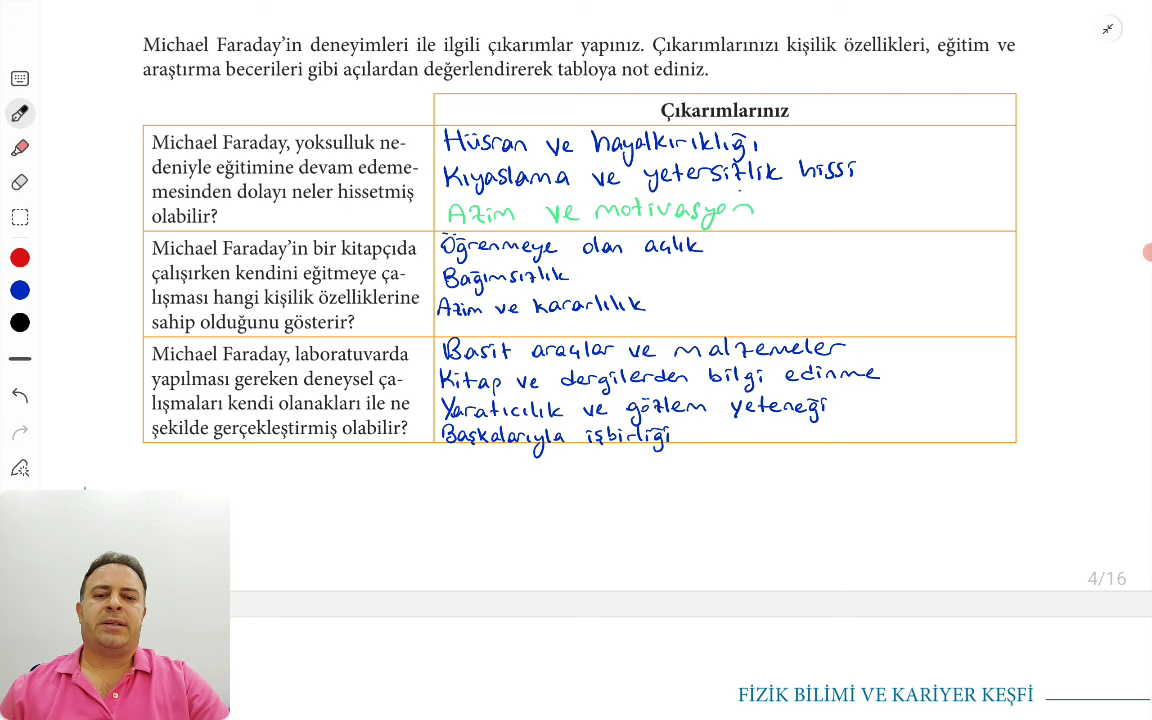 Michael Faraday’in deneyimleri ile ilgili çıkarımlar yapınız. Çıkarımlarınızı kişilik özellikleri, eğitim ve
araştırma becerileri gibi açılardan değerlendirerek tabloya not ediniz.
Çıkarımlarınız
Michael Faraday, yoksulluk ne-
deniyle eğitimine devam edeme-
mesinden dolayı neler hissetmiş
olabilir?
Hüsran ve hayalkırıklığı
Kıyaslama ve yetersizlik hissi
Azim ve motivasyon
Michael Faraday’in bir kitapçıda
çalışırken kendini eğitmeye ça-
lışması hangi kişilik özelliklerine
sahip olduğunu gösterir?
Öğrenmeye olan açlık
Bağımsızlık
Azim ve kararlılık
Michael Faraday, laboratuvarda
yapılması gereken deneysel ça-
lışmaları kendi olanakları ile ne
şekilde gerçekleştirmiş olabilir?
Basit araçlar ve malzemeler
Kitap ve dergilerden bilgi edinme
Yaratıcılık ve gözlem yeteneği
Başkalarıyla işbirliği
4/16
FİZİK BİLİMİ VE KARİYER KEŞFİ